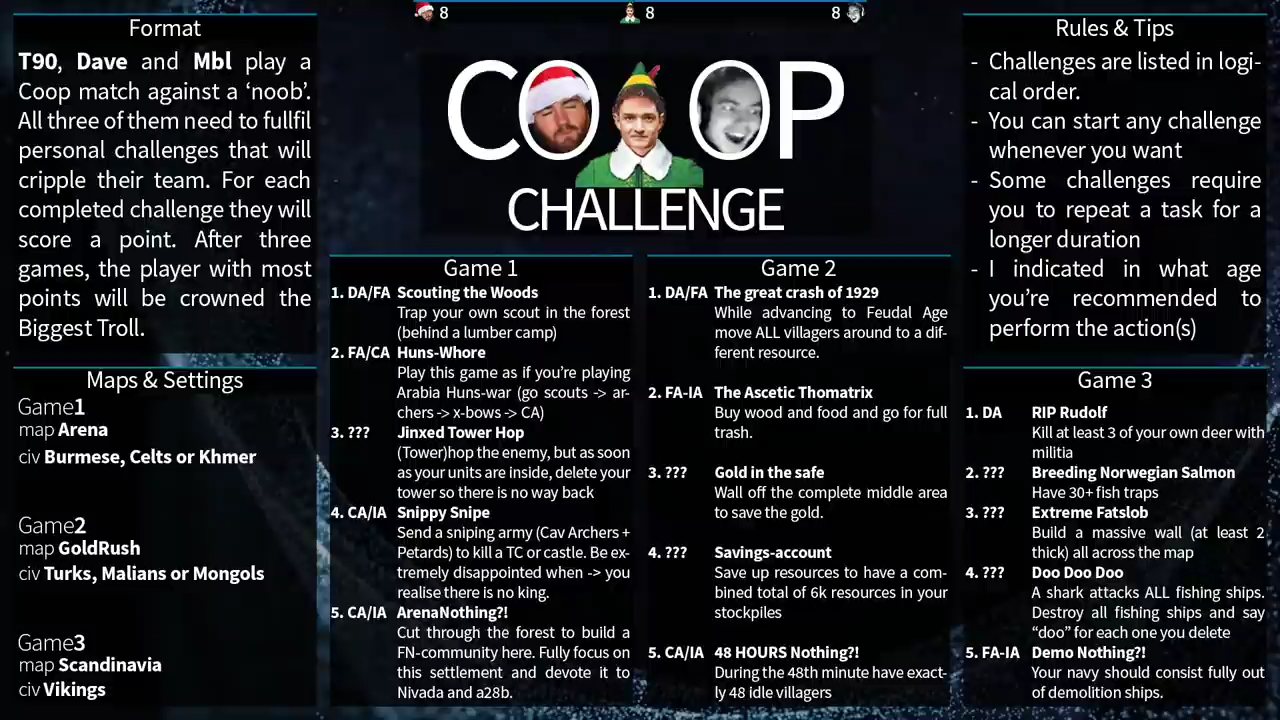 8
8
8
COOP
CHALLENGE
Format
T90, Dave and Mbl play a
Coop match against a ‘noob’.
All three of them need to fullfil
personal challenges that will
cripple their team. For each
completed challenge they will
score a point. After three
games, the player with most
points will be crowned the
Biggest Troll.
Maps & Settings
Game1
map Arena
civ Burmese, Celts or Khmer
Game2
map GoldRush
civ Turks, Malians or Mongols
Game3
map Scandinavia
civ Vikings
Game 1
1. DA/FA Scouting the Woods
Trap your own scout in the forest
(behind a lumber camp)
2. FA/CA Huns-Whore
Play this game as if you’re playing
Arabia Huns-war (go scouts -> ar-
chers -> x-bows -> CA)
3. ??? Jinxed Tower Hop
(Tower)hop the enemy, but as soon
as your units are inside, delete your
tower so there is no way back
4. CA/IA Snippy Snipe
Send a sniping army (Cav Archers +
Petards) to kill a TC or castle. Be ex-
tremely disappointed when -> you
realise there is no king.
5. CA/IA ArenaNothing?!
Cut through the forest to build a
FN-community here. Fully focus on
this settlement and devote it to
Nivada and a28b.
Game 2
1. DA/FA The great crash of 1929
While advancing to Feudal Age
move ALL villagers around to a dif-
ferent resource.
2. FA-IA The Ascetic Thomatrix
Buy wood and food and go for full
trash.
3. ??? Gold in the safe
Wall off the complete middle area
to save the gold.
4. ??? Savings-account
Save up resources to have a com-
bined total of 6k resources in your
stockpiles
5. CA/IA 48 HOURS Nothing?!
During the 48th minute have exact-
ly 48 idle villagers
Rules & Tips
- Challenges are listed in logi-
cal order.
- You can start any challenge
whenever you want
- Some challenges require
you to repeat a task for a
longer duration
- I indicated in what age
you’re recommended to
perform the action(s)
Game 3
1. DA RIP Rudolf
Kill at least 3 of your own deer with
militia
2. ??? Breeding Norwegian Salmon
Have 30+ fish traps
3. ??? Extreme Fatslob
Build a massive wall (at least 2
thick) all across the map
4. ??? Doo Doo Doo
A shark attacks ALL fishing ships.
Destroy all fishing ships and say
“doo” for each one you delete
5. FA-IA Demo Nothing?!
Your navy should consist fully out
of demolition ships.